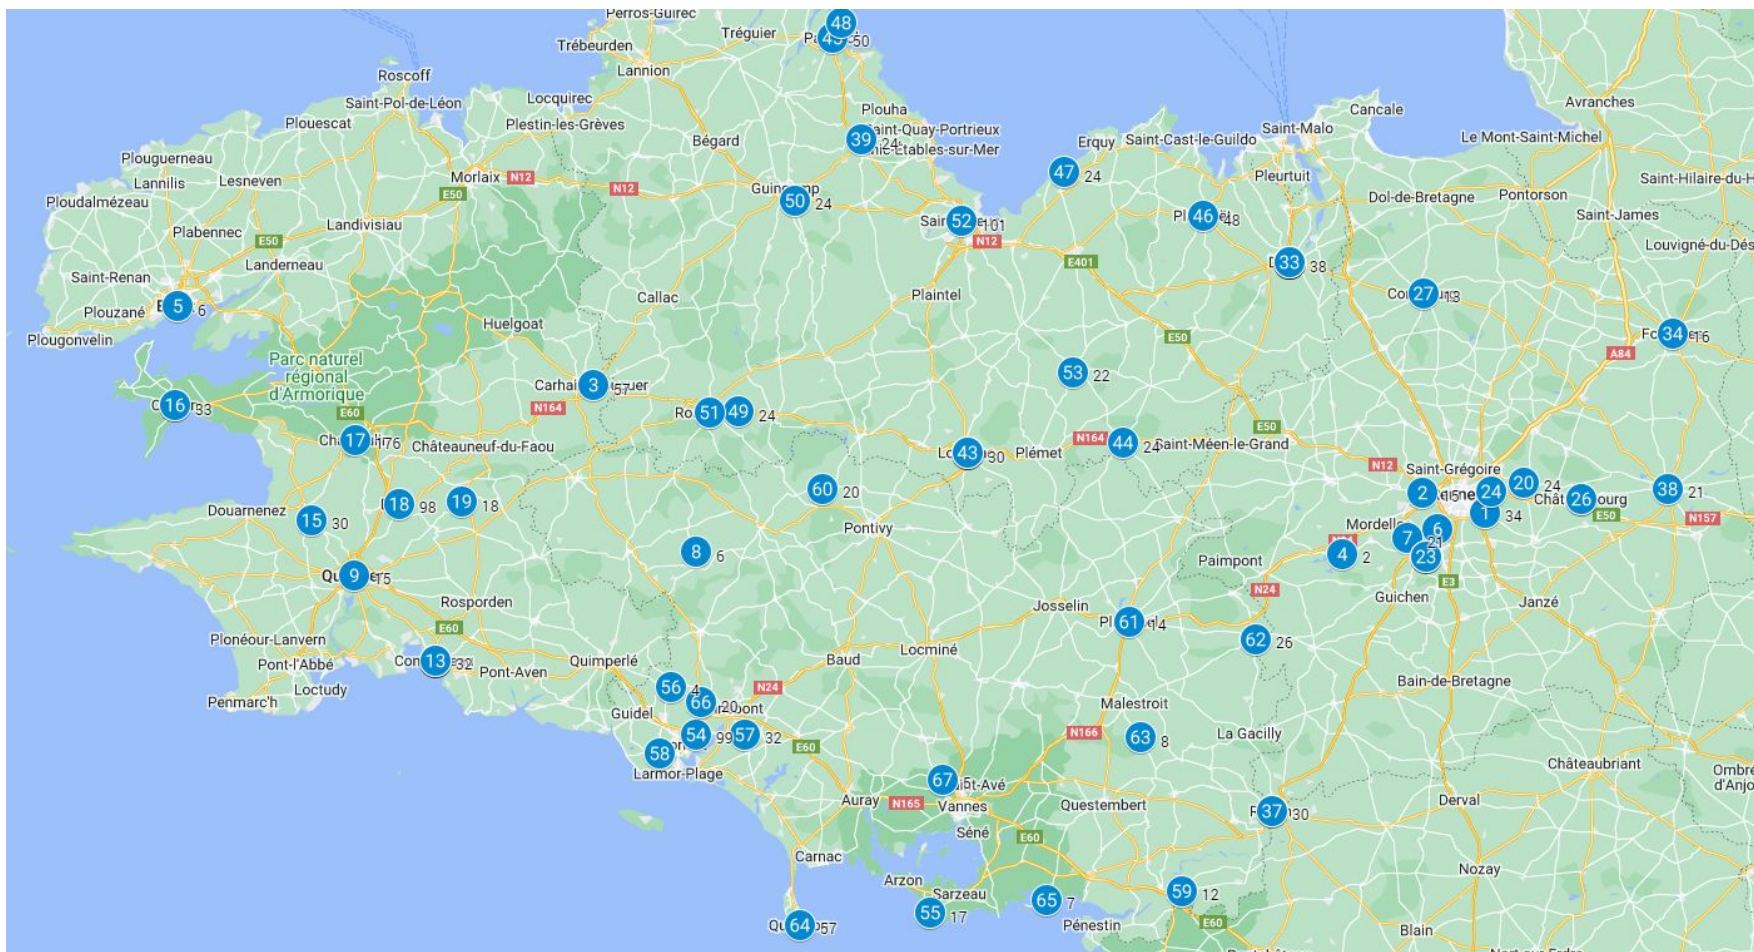 Perros-Guirec
48
Trébeurden
Tréguier
50
Lannion
Roscoff
Saint-Pol-de-Léon
Locquirec
Plouha
Cancale
Avranches
Plouescat
Plestin-les-Grèves
Saint-Quay-Portrieux
Saint-Malo
Bégard
39
24
Étables-sur-Mer
Erquy
Saint-Cast-le-Guildo
Le Mont-Saint-Michel
Plouguerneau
Lannilis
Lesneven
Morlaix
N12
N12
Guingamp
47
24
Pleurtuit
Saint-Hilaire-du-H
Ploudalmézeau
E50
50
24
Dol-de-Bretagne
Pontorson
Plabennec
Landivisiau
52
101
46
48
Saint-James
E50
N12
Louvigné-du-Dés
Saint-Renan
Landerneau
E401
33
38
Plouzané
5
6
Callac
Plaintel
27
13
Plougonvelin
Huelgoat
E50
34
16
Parc naturel
régional
d'Armorique
A84
53
22
3
57
16
33
E60
N164
51
49
24
E50
17
176
Châteauneuf-du-Faou
43
30
Plémet
N164
44
24
Saint-Méen-le-Grand
N12
Saint-Grégoire
60
20
2
5
24
20
24
26
38
21
Douarnenez
18
98
19
18
E50
N157
15
30
Pontivy
Mordelles
6
1
34
7
21
8
6
4
2
23
Paimpont
9
15
N24
E3
Rosporden
Josselin
Guichen
Janzé
E60
61
14
Plonéour-Lanvern
62
26
Pont-l'Abbé
13
32
Pont-Aven
Quimperlé
Baud
Locminé
Bain-de-Bretagne
Loctudy
Penmarc'h
56
4
N24
Malestroit
Guidel
66
20
54
99
57
32
N166
63
8
La Gacilly
58
E60
Larmor-Plage
67
5
Saint-Avé
Châteaubriant
Ombré
d'Anjo
Auray
N165
Vannes
Questembert
37
30
Derval
Séné
E60
Carnac
Nozay
Arzon
Sarzeau
59
12
55
17
65
7
64
57
Pénestin
E60
Blain